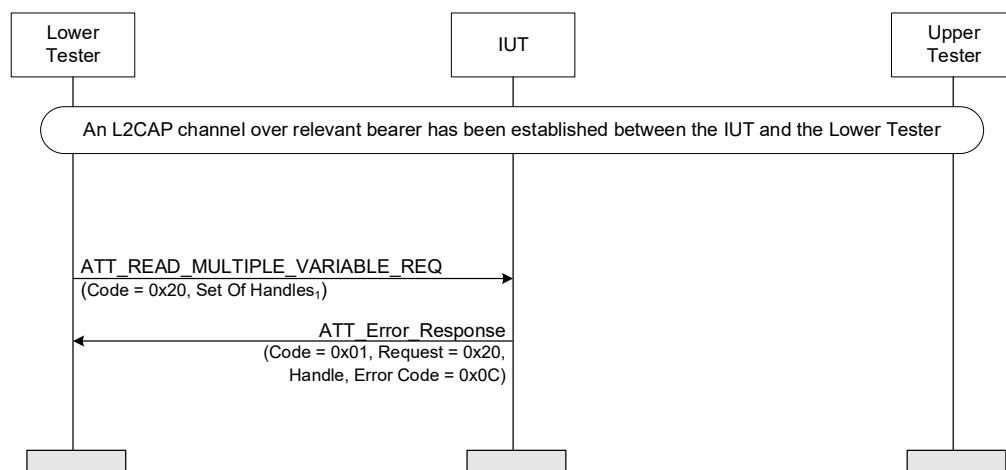 Lower
Tester
IUT
Upper
Tester
An L2CAP channel over relevant bearer has been established between the IUT and the Lower Tester
ATT_READ_MULTIPLE_VARIABLE_REQ
(Code = 0x20, Set Of Handles₁)
ATT_Error_Response
(Code = 0x01, Request = 0x20,
Handle, Error Code = 0x0C)